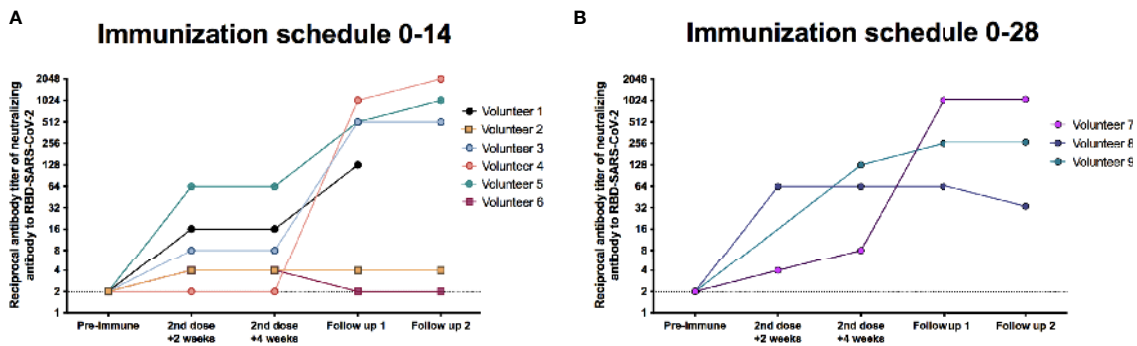 A
Immunization schedule 0-14
Reciprocal antibody titer of neutralizing
antibody to RBD-SARS-CoV-2
2048
1024
512
256
128
64
32
16
8
4
2
1
Pre-Immune
2nd dose
+2 weeks
2nd dose
+4 weeks
Follow up 1
Follow up 2
Volunteer 1
Volunteer 2
Volunteer 3
Volunteer 4
Volunteer 5
Volunteer 6
B
Immunization schedule 0-28
Reciprocal antibody titer of neutralizing
antibody to RBD-SARS-CoV-2
2048
1024
512
256
128
64
32
16
8
4
2
1
Pre-Immune
2nd dose
+2 weeks
2nd dose
+4 weeks
Follow up 1
Follow up 2
Volunteer 7
Volunteer 8
Volunteer 9